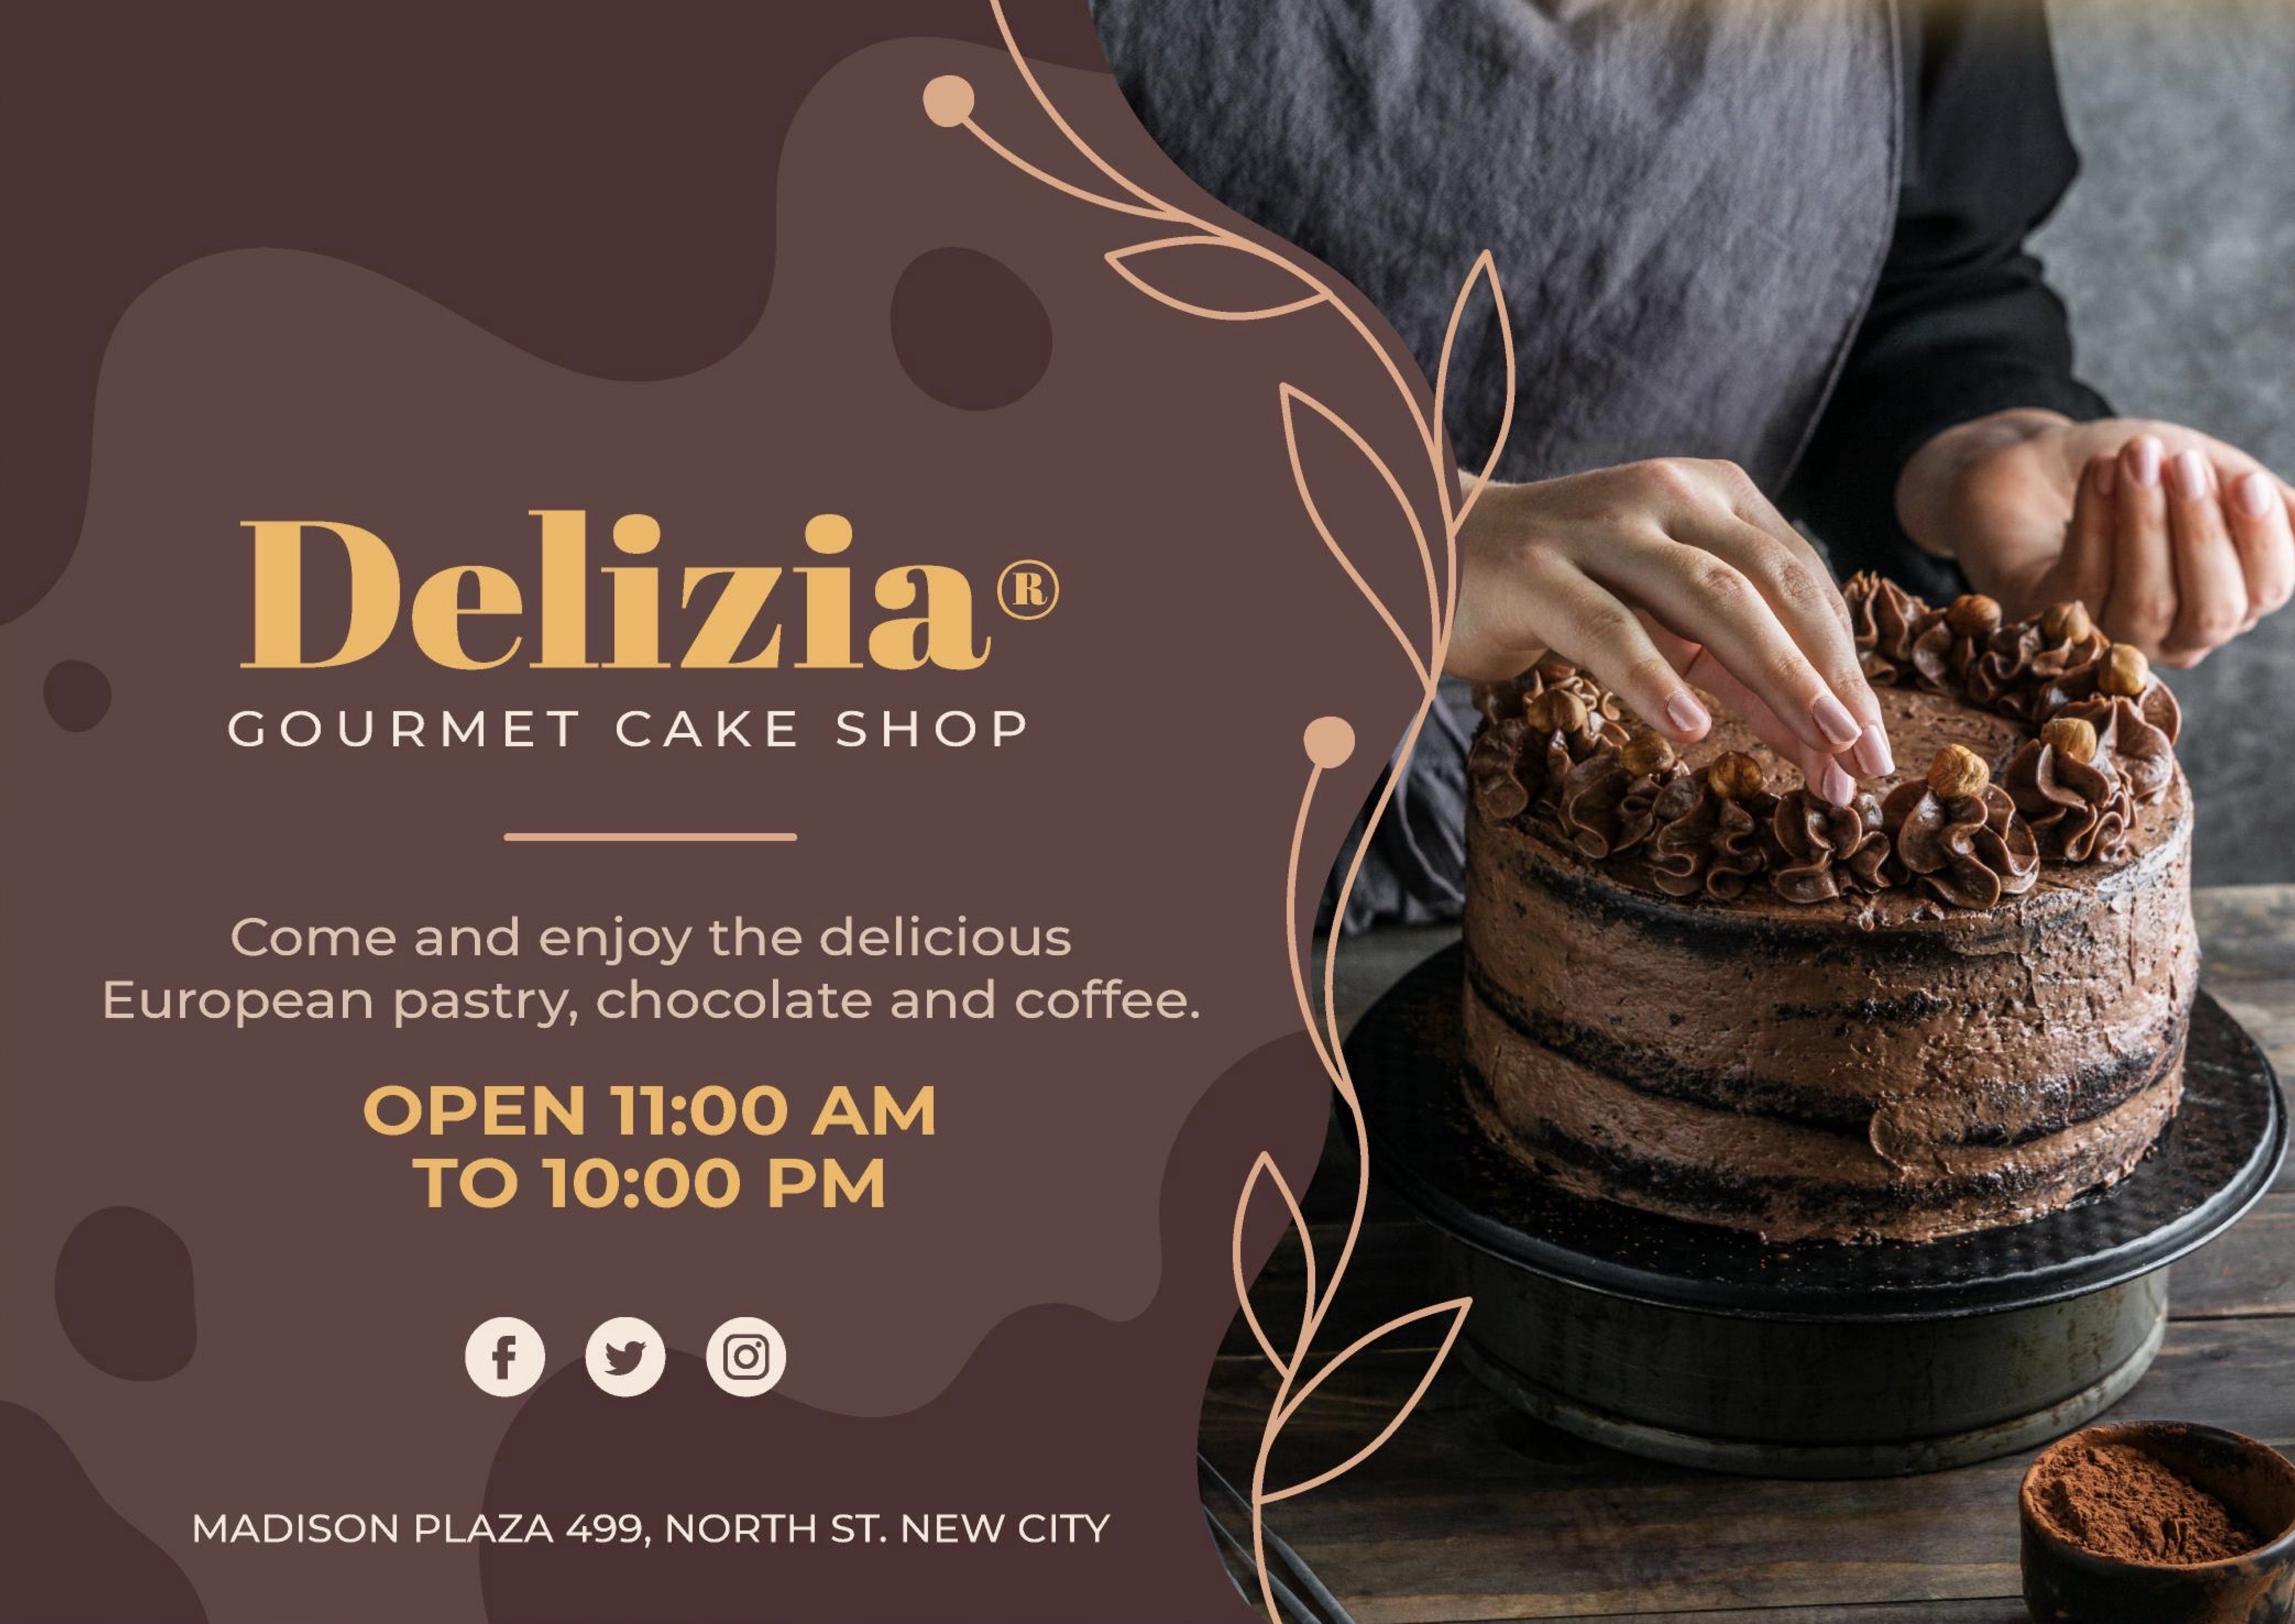 Delizia®
GOURMET CAKE SHOP
Come and enjoy the delicious
European pastry, chocolate and coffee.
OPEN 11:00 AM
TO 10:00 PM
MADISON PLAZA 499, NORTH ST. NEW CITY